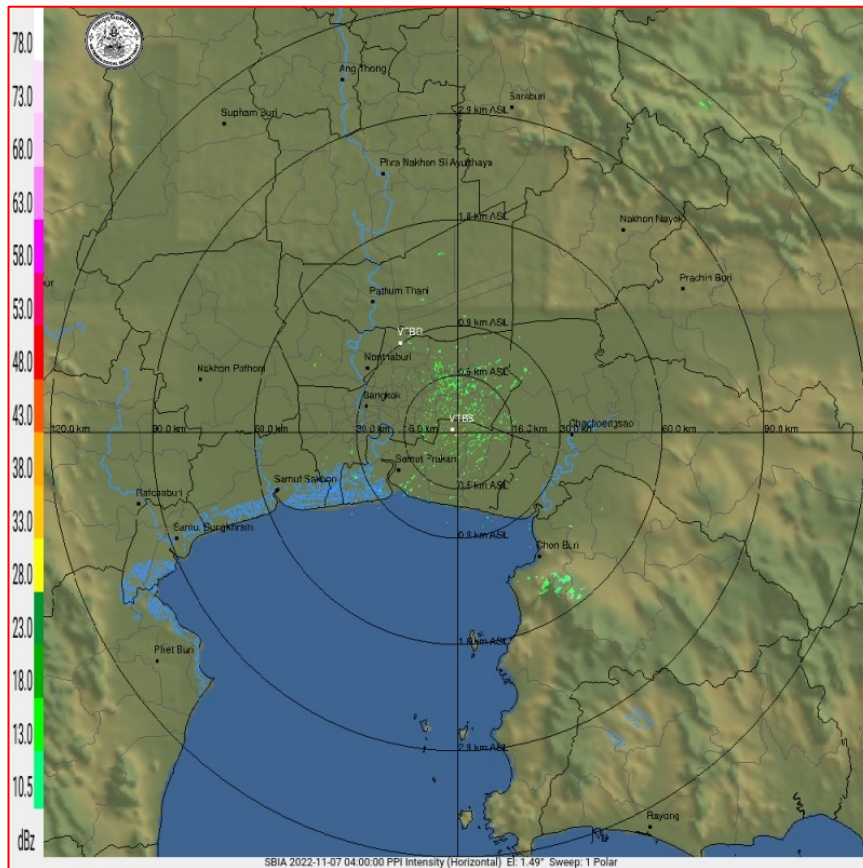 78.0
73.0
68.0
63.0
58.0
53.0
48.0
43.0
38.0
33.0
28.0
23.0
18.0
13.0
10.5
dBz
Ang Thong
Saraburi
2.9 km ASL
Supham Buri
Phra Nakhon Si Ayutthaya
1.6 km ASL
Nakhon Nayok
Prachin Buri
Pathum Thani
0.9 km ASL
VTBD
Nonthaburi
0.5 km ASL
Nakhon Pathom
Bangkok
VTBS
Chachoengsao
120.0 km
90.0 km
60.0 km
30.0 km
16.0 km
30.0 km
60.0 km
90.0 km
Samut Prakan
Samut Sakhon
0.5 km ASL
Ratchaburi
Samut Songkhram
0.9 km ASL
Chon Buri
1.6 km ASL
Phet Buri
2.9 km ASL
Rayong
SBIA 2022-11-07 04:00:00 PPI Intensity (Horizontal) El: 1.49° Sweep: 1 Polar